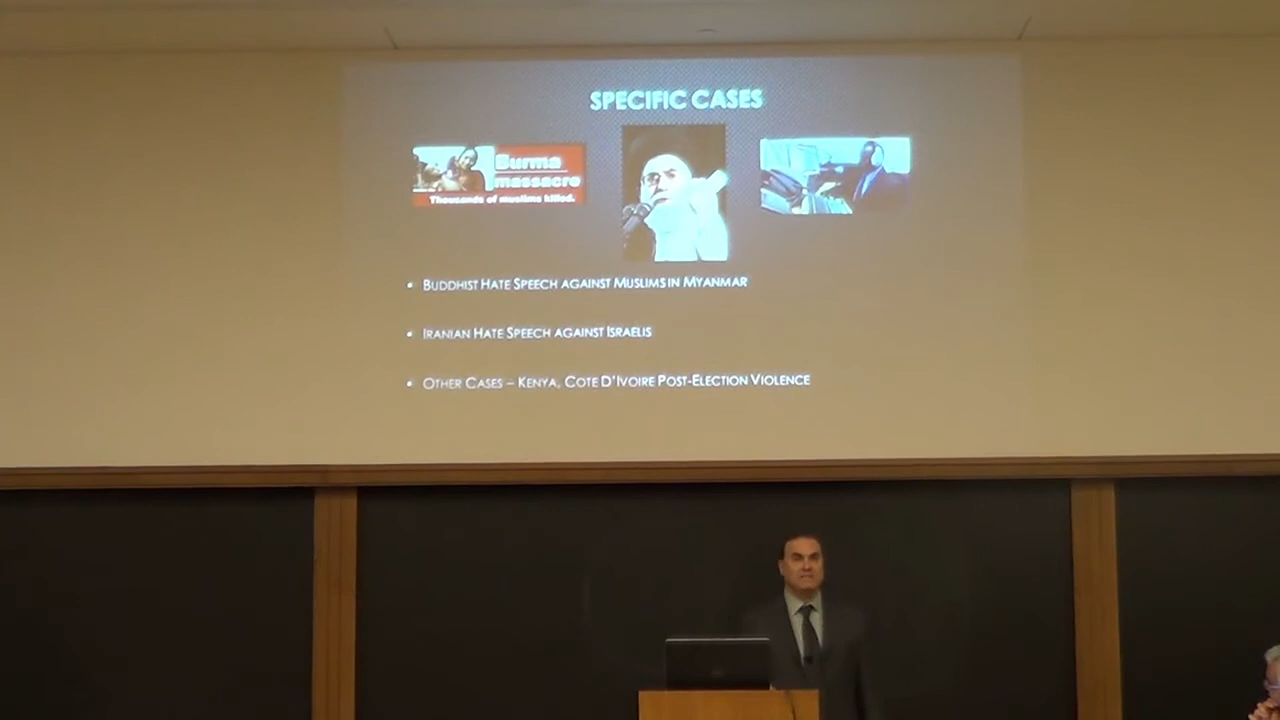 SPECIFIC CASES
Burma
massacre
Thousands of muslims killed.
• BUDDHIST HATE SPEECH AGAINST MUSLIMS IN MYANMAR
• IRANIAN HATE SPEECH AGAINST ISRAELIS
• OTHER CASES – KENYA, COTE D'IVOIRE POST-ELECTION VIOLENCE